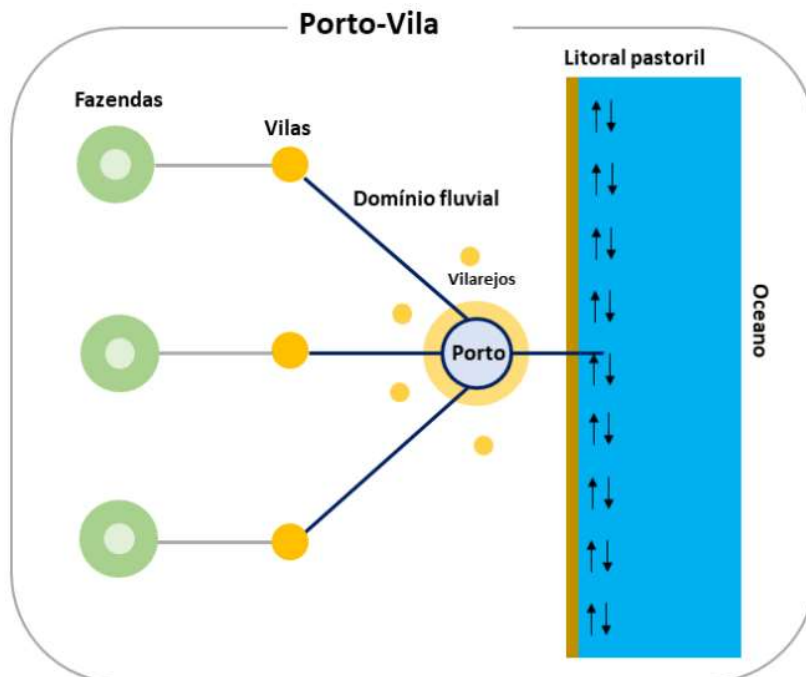 Porto-Vila
Litoral pastoril
Fazendas
Vilas
Domínio fluvial
Vilarejos
Porto
Oceano